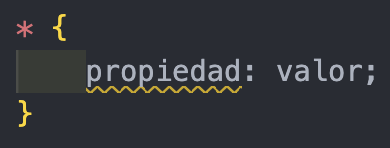 * {
    propiedad: valor;
}